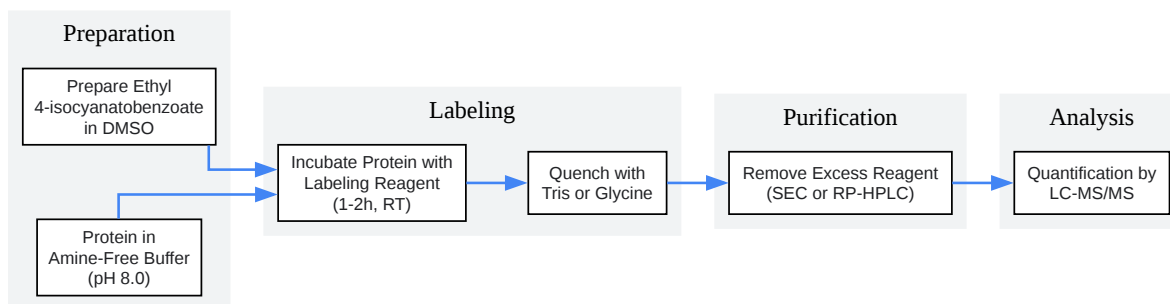 Preparation
Prepare Ethyl
4-isocyanatobenzoate
in DMSO
Protein in
Amine-Free Buffer
(pH 8.0)
Labeling
Incubate Protein with
Labeling Reagent
(1-2h, RT)
Quench with
Tris or Glycine
Purification
Remove Excess Reagent
(SEC or RP-HPLC)
Analysis
Quantification by
LC-MS/MS